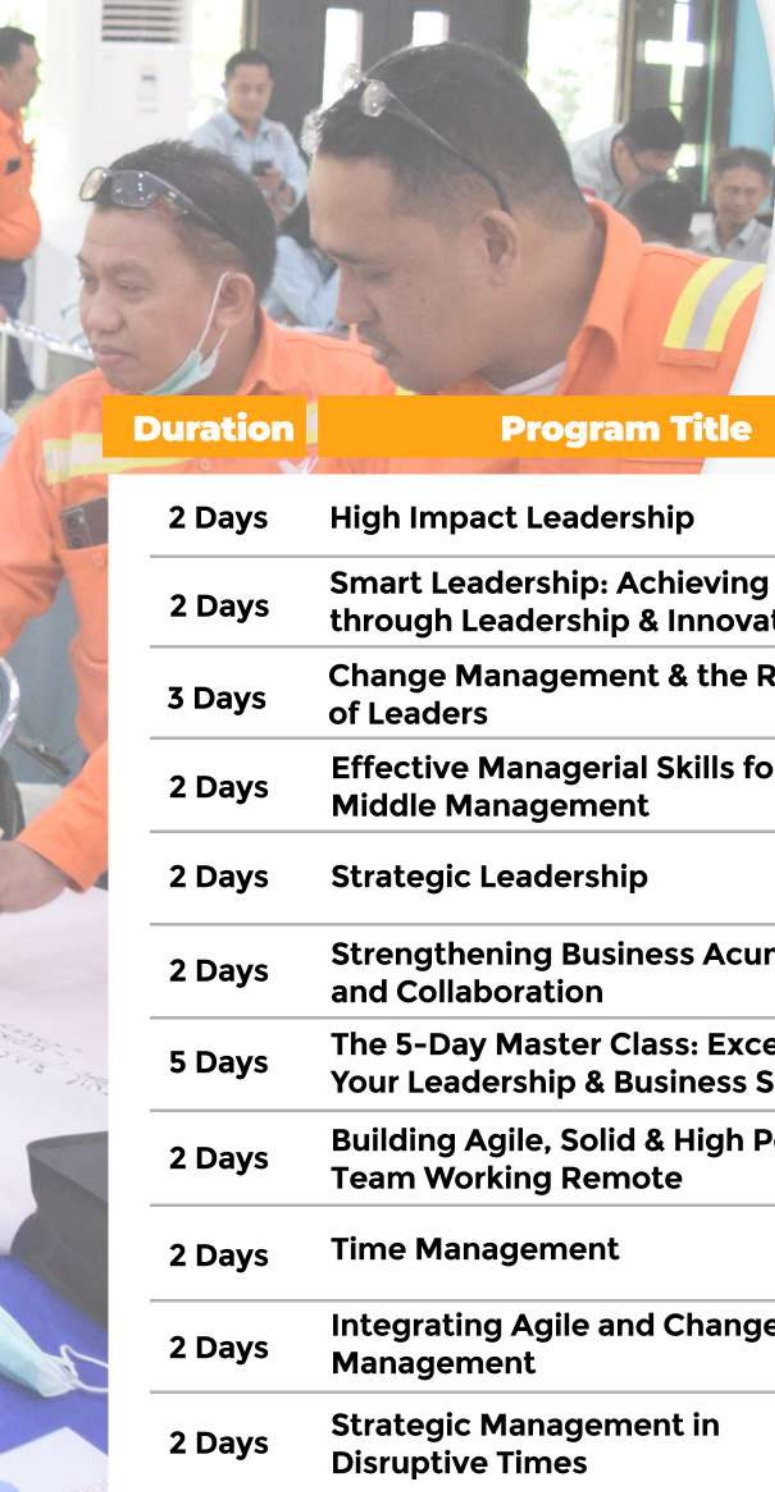 Duration Program Title
2 Days High Impact Leadership
2 Days Smart Leadership: Achieving
through Leadership &
3 Days Change Management & the
of Leaders
2 Days Effective Managerial Skills
Middle Management
2 Days Strategic Leadership
2 Days Strengthening Business
and Collaboration
5 Days The 5-Day Master Class:
Your Leadership & Business
2 Days Building Agile, Solid & High
Team Working Remote
2 Days Time Management
2 Days Integrating Agile and Change
Management
2 Days Strategic Management in
Disruptive Times